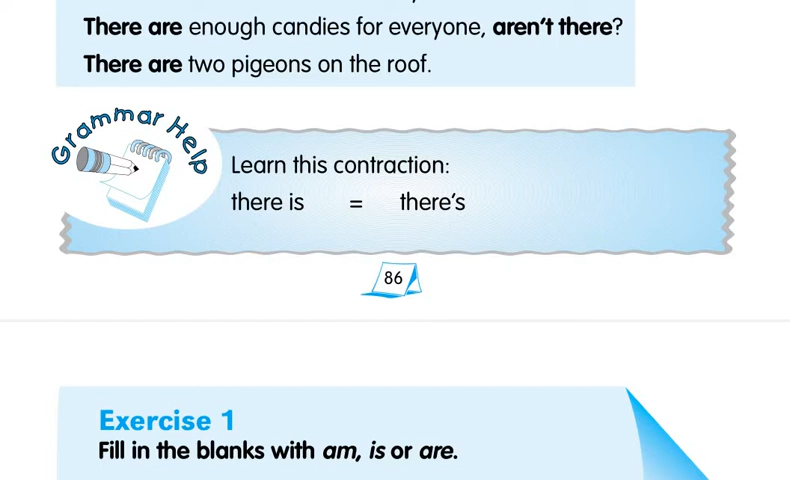 There are enough candies for everyone, aren't there?
There are two pigeons on the roof.
Grammar Help
Learn this contraction:
there is = there's
86
Exercise 1
Fill in the blanks with am, is or are.